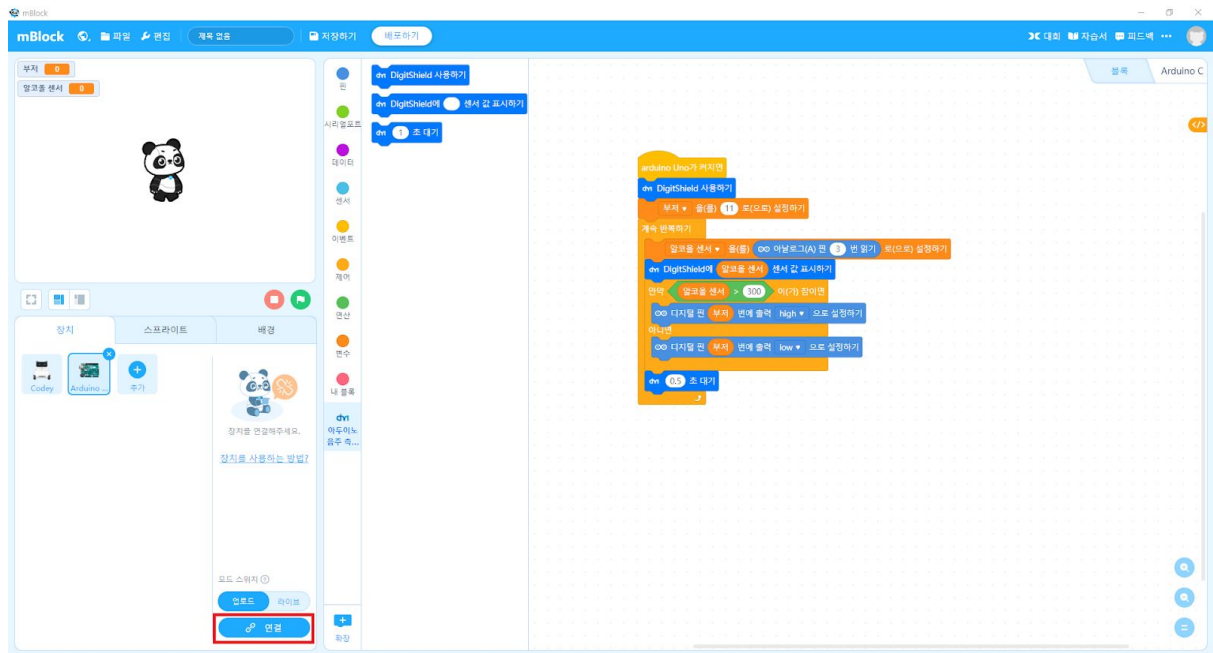 mBlock
mBlock 파일 편집 제목 없음 저장하기 배포하기 대회 자습서 피드백
부저 0
알코올 센서 0
핀
시리얼포트
데이터
센서
이벤트
제어
연산
변수
내 블록
아두이노
음주 측...
확장
DigitShield 사용하기
DigitShield에 센서 값 표시하기
1 초 대기
블록 Arduino C
</>
arduino Uno가 켜지면
DigitShield 사용하기
부저 을(를) 11 로(으로) 설정하기
계속 반복하기
알코올 센서 을(를) 아날로그(A) 핀 3 번 읽기 로(으로) 설정하기
DigitShield에 알코올 센서 센서 값 표시하기
만약 알코올 센서 > 300 이(가) 참이면
디지털 핀 부저 번에 출력 high 으로 설정하기
아니면
디지털 핀 부저 번에 출력 low 으로 설정하기
0.5 초 대기
장치 스프라이트 배경
Codey Arduino ... 추가
장치를 연결해주세요.
장치를 사용하는 방법?
모드 스위치
업로드 라이브
연결